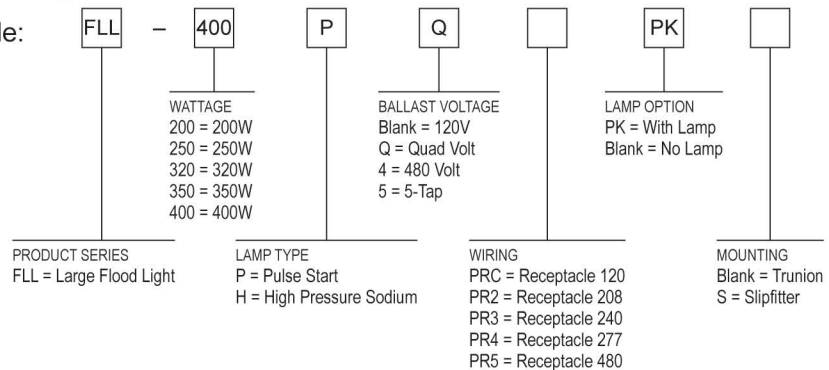 le: FLL – 400 P Q PK
WATTAGE
200 = 200W
250 = 250W
320 = 320W
350 = 350W
400 = 400W
BALLAST VOLTAGE
Blank = 120V
Q = Quad Volt
4 = 480 Volt
5 = 5-Tap
LAMP OPTION
PK = With Lamp
Blank = No Lamp
PRODUCT SERIES
FLL = Large Flood Light
LAMP TYPE
P = Pulse Start
H = High Pressure Sodium
WIRING
PRC = Receptacle 120
PR2 = Receptacle 208
PR3 = Receptacle 240
PR4 = Receptacle 277
PR5 = Receptacle 480
MOUNTING
Blank = Trunion
S = Slipfitter